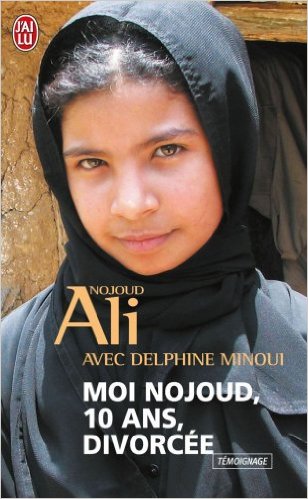 J'AI
LU
NOJOUD
Ali
AVEC DELPHINE MINOUI
MOI NOJOUD,
10 ANS,
DIVORCÉE
TÉMOIGNAGE